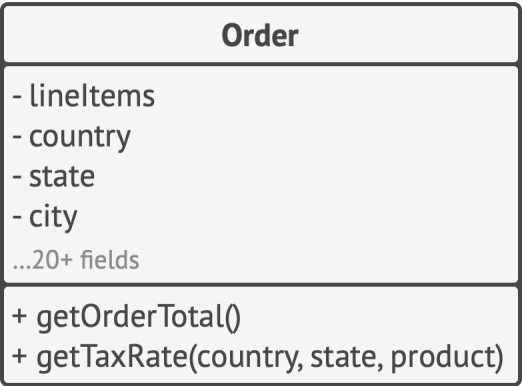 Order
- lineItems
- country
- state
- city
...20+ fields
+ getOrderTotal()
+ getTaxRate(country, state, product)